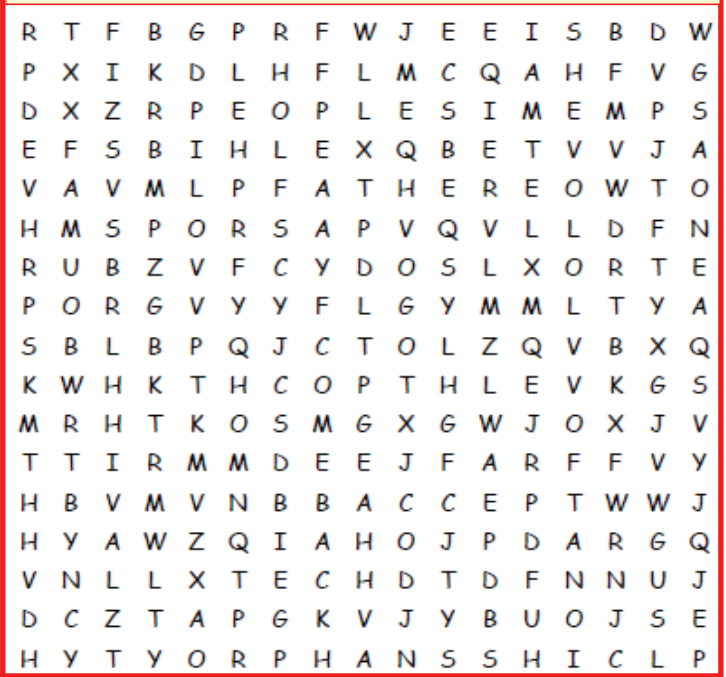 R T F B G P R F W J E E I S B D W
P X I K D L H F L M C Q A H F V G
D X Z R P E O P L E S I M E M P S
E F S B I H L E X Q B E T V V J A
V A V M L P F A T H E R E O W T O
H M S P O R S A P V Q V L L D F N
R U B Z V F C Y D O S L X O R T E
P O R G V Y Y F L G Y M M L T Y A
S B L B P Q J C T O L Z Q V B X Q
K W H K T H C O P T H L E V K G S
M R H T K O S M G X G W J O X J V
T T I R M M D E E J F A R F F V Y
H B V M V N B B A C C E P T W W J
H Y A W Z Q I A H O J P D A R G Q
V N L L X T E C H D T D F N N U J
D C Z T A P G K V J Y B U O J S E
H Y T Y O R P H A N S S H I C L P